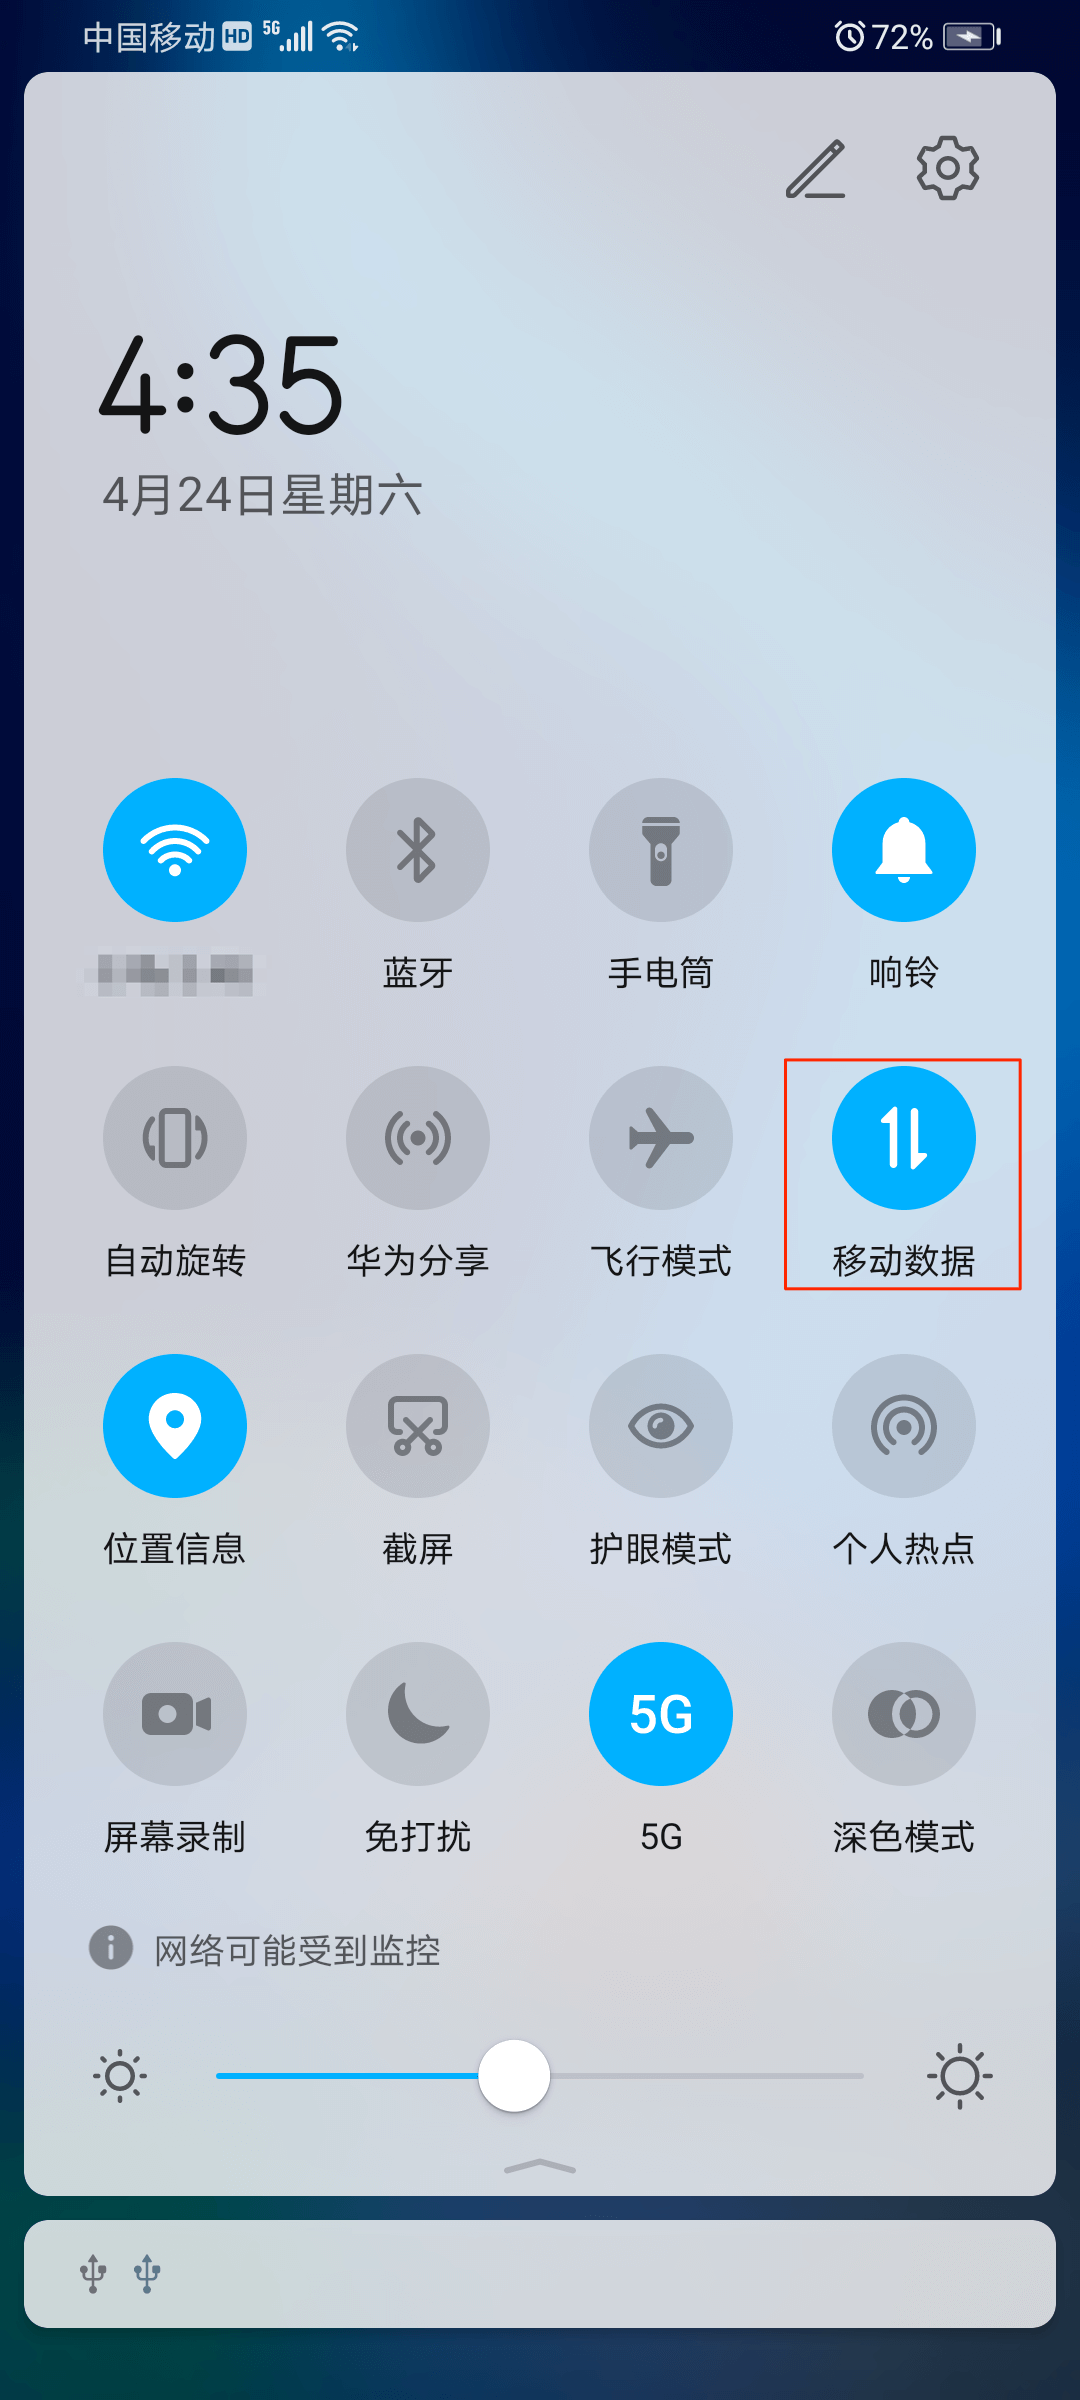 中国移动 HD 5G 72%
4:35
4月24日星期六
蓝牙 手电筒 响铃
自动旋转 华为分享 飞行模式 移动数据
位置信息 截屏 护眼模式 个人热点
5G
屏幕录制 免打扰 5G 深色模式
网络可能受到监控